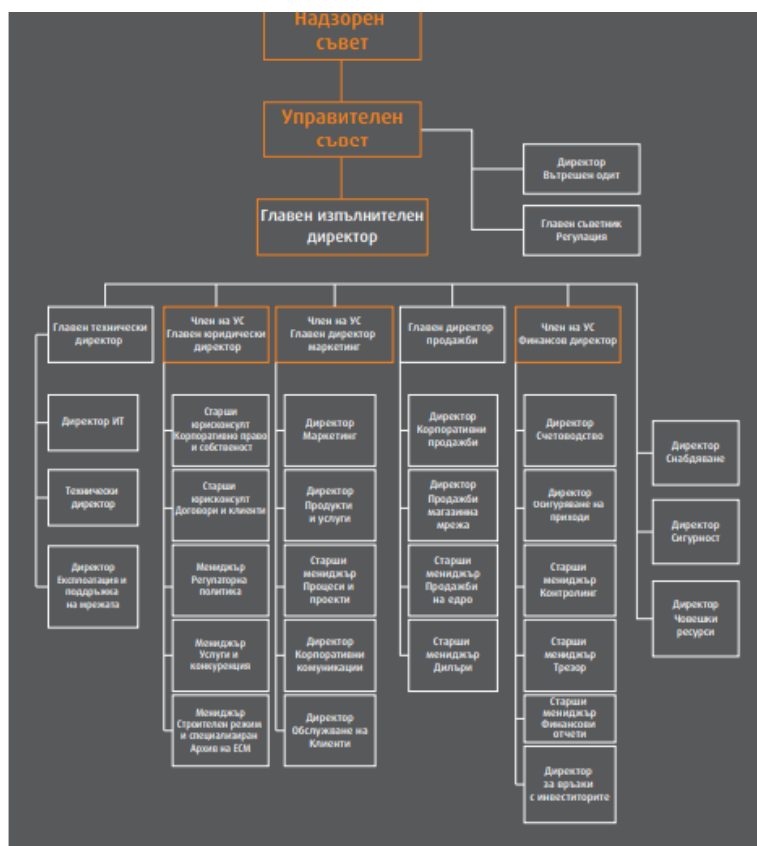 Надзорен
съвет
Управителен
съвет
Директор
Вътрешен одит
Главен изпълнителен
директор
Главен съветник
Регулация
Главен технически
директор
Член на УС
Главен юридически
директор
Член на УС
Главен директор
маркетинг
Главен директор
продажби
Член на УС
Финансов директор
Директор ИТ
Технически
директор
Директор
Експлоатация и
поддръжка
на мрежата
Старши
юрисконсулт
Корпоративно право
и собственост
Старши
юрисконсулт
Договори и клиенти
Мениджър
Регулаторна
политика
Мениджър
Услуги и
конкуренция
Мениджър
Строителен режим
и специализиран
Архив на ЕСМ
Директор
Маркетинг
Директор
Продукти
и услуги
Старши
мениджър
Процеси и
проекти
Директор
Корпоративни
комуникации
Директор
Обслужване на
Клиенти
Директор
Корпоративни
продажби
Директор
Продажби
магазинна
мрежа
Старши
мениджър
Продажби
на едро
Старши
мениджър
Дилъри
Директор
Счетоводство
Директор
Осигуряване на
приходи
Старши
мениджър
Контролинг
Старши
мениджър
Трезор
Старши
мениджър
Финансови
отчети
Директор
за връзки
с инвеститорите
Директор
Снабдяване
Директор
Сигурност
Директор
Човешки
ресурси